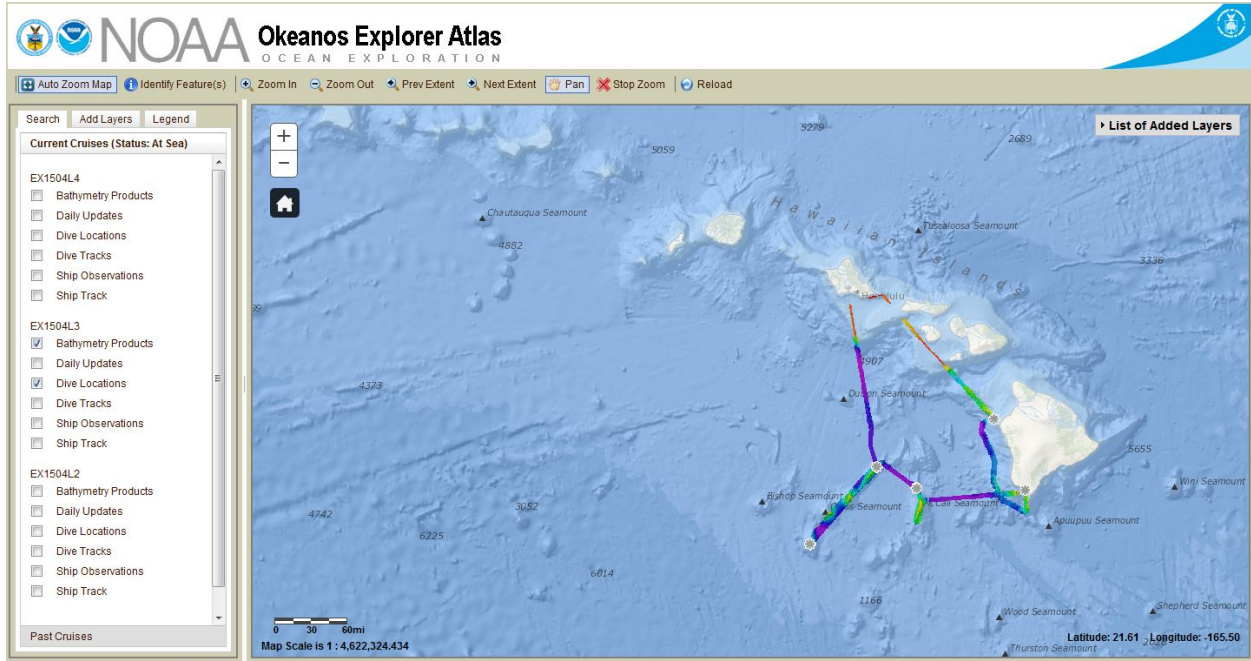 NOAA Okeanos Explorer Atlas
OCEAN EXPLORATION
Auto Zoom Map Identify Feature(s) Zoom In Zoom Out Prev Extent Next Extent Pan Stop Zoom Reload
Search Add Layers Legend
Current Cruises (Status: At Sea)
EX1504L4
Bathymetry Products
Daily Updates
Dive Locations
Dive Tracks
Ship Observations
Ship Track
EX1504L3
Bathymetry Products
Daily Updates
Dive Locations
Dive Tracks
Ship Observations
Ship Track
EX1504L2
Bathymetry Products
Daily Updates
Dive Locations
Dive Tracks
Ship Observations
Ship Track
Past Cruises
+
−
List of Added Layers
5279
2689
5059
Chautauqua Seamount
Hawaiian Islands
Tuscaloosa Seamount
4882
3336
Honolulu
4907
4373
Dutton Seamount
5655
Wini Seamount
Bishop Seamount
Cross Seamount
McCall Seamount
3052
4742
Apuupuu Seamount
6225
6014
1166
Wood Seamount
Shepherd Seamount
0 30 60mi
Map Scale is 1 : 4,622,324.434
Latitude: 21.61 Longitude: -165.50
Thurston Seamount